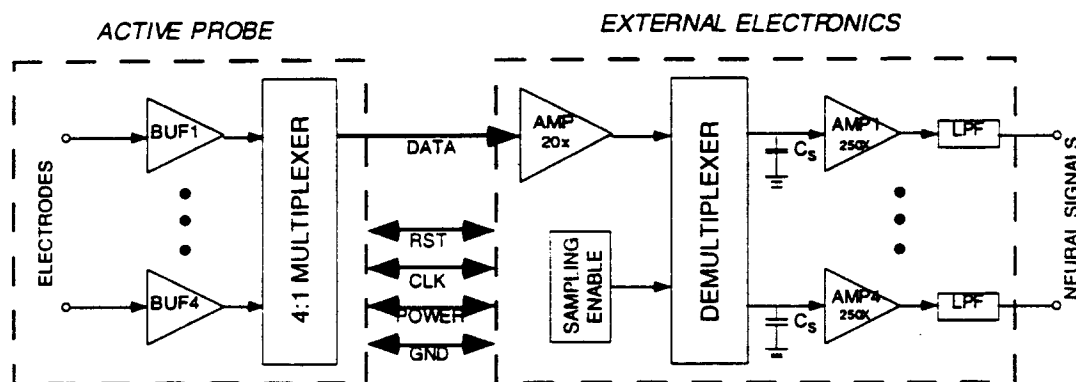 ACTIVE PROBE
EXTERNAL ELECTRONICS
ELECTRODES
BUF1
BUF4
4:1 MULTIPLEXER
DATA
RST
CLK
POWER
GND
AMP
20x
SAMPLING
ENABLE
DEMULTIPLEXER
Cs
AMP1
250X
LPF
Cs
AMP4
250X
LPF
NEURAL SIGNALS